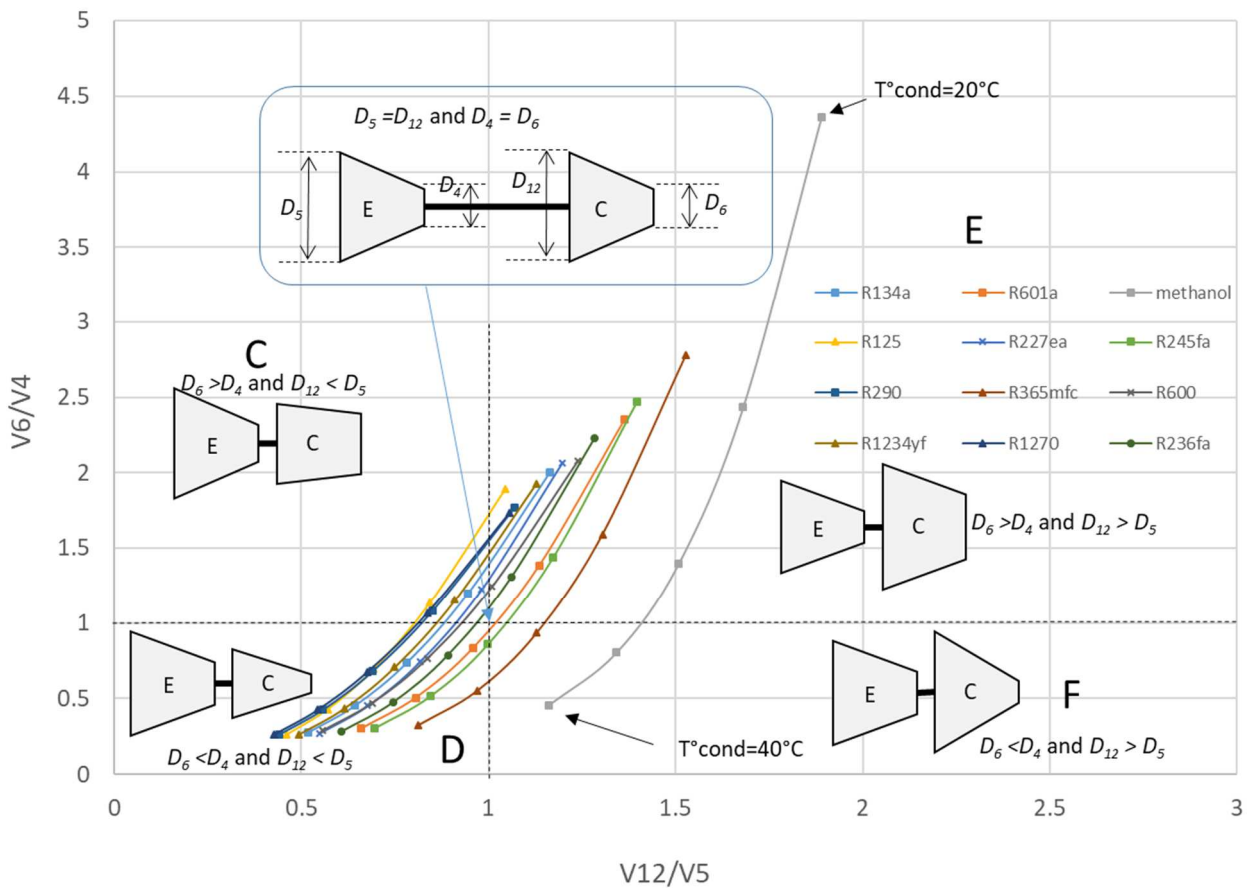 5
4.5
4
3.5
3
2.5
2
1.5
1
0.5
0
V6/V4
T°cond=20°C
D5 =D12 and D4 = D6
D5
E
D4
D12
C
D6
E
R134a
R601a
methanol
R125
R227ea
R245fa
R290
R365mfc
R600
R1234yf
R1270
R236fa
C
D6 >D4 and D12 < D5
E
C
E
C
D6 >D4 and D12 > D5
E
C
D6 <D4 and D12 < D5
D
T°cond=40°C
E
C
F
D6 <D4 and D12 > D5
0
0.5
1
1.5
2
2.5
3
V12/V5